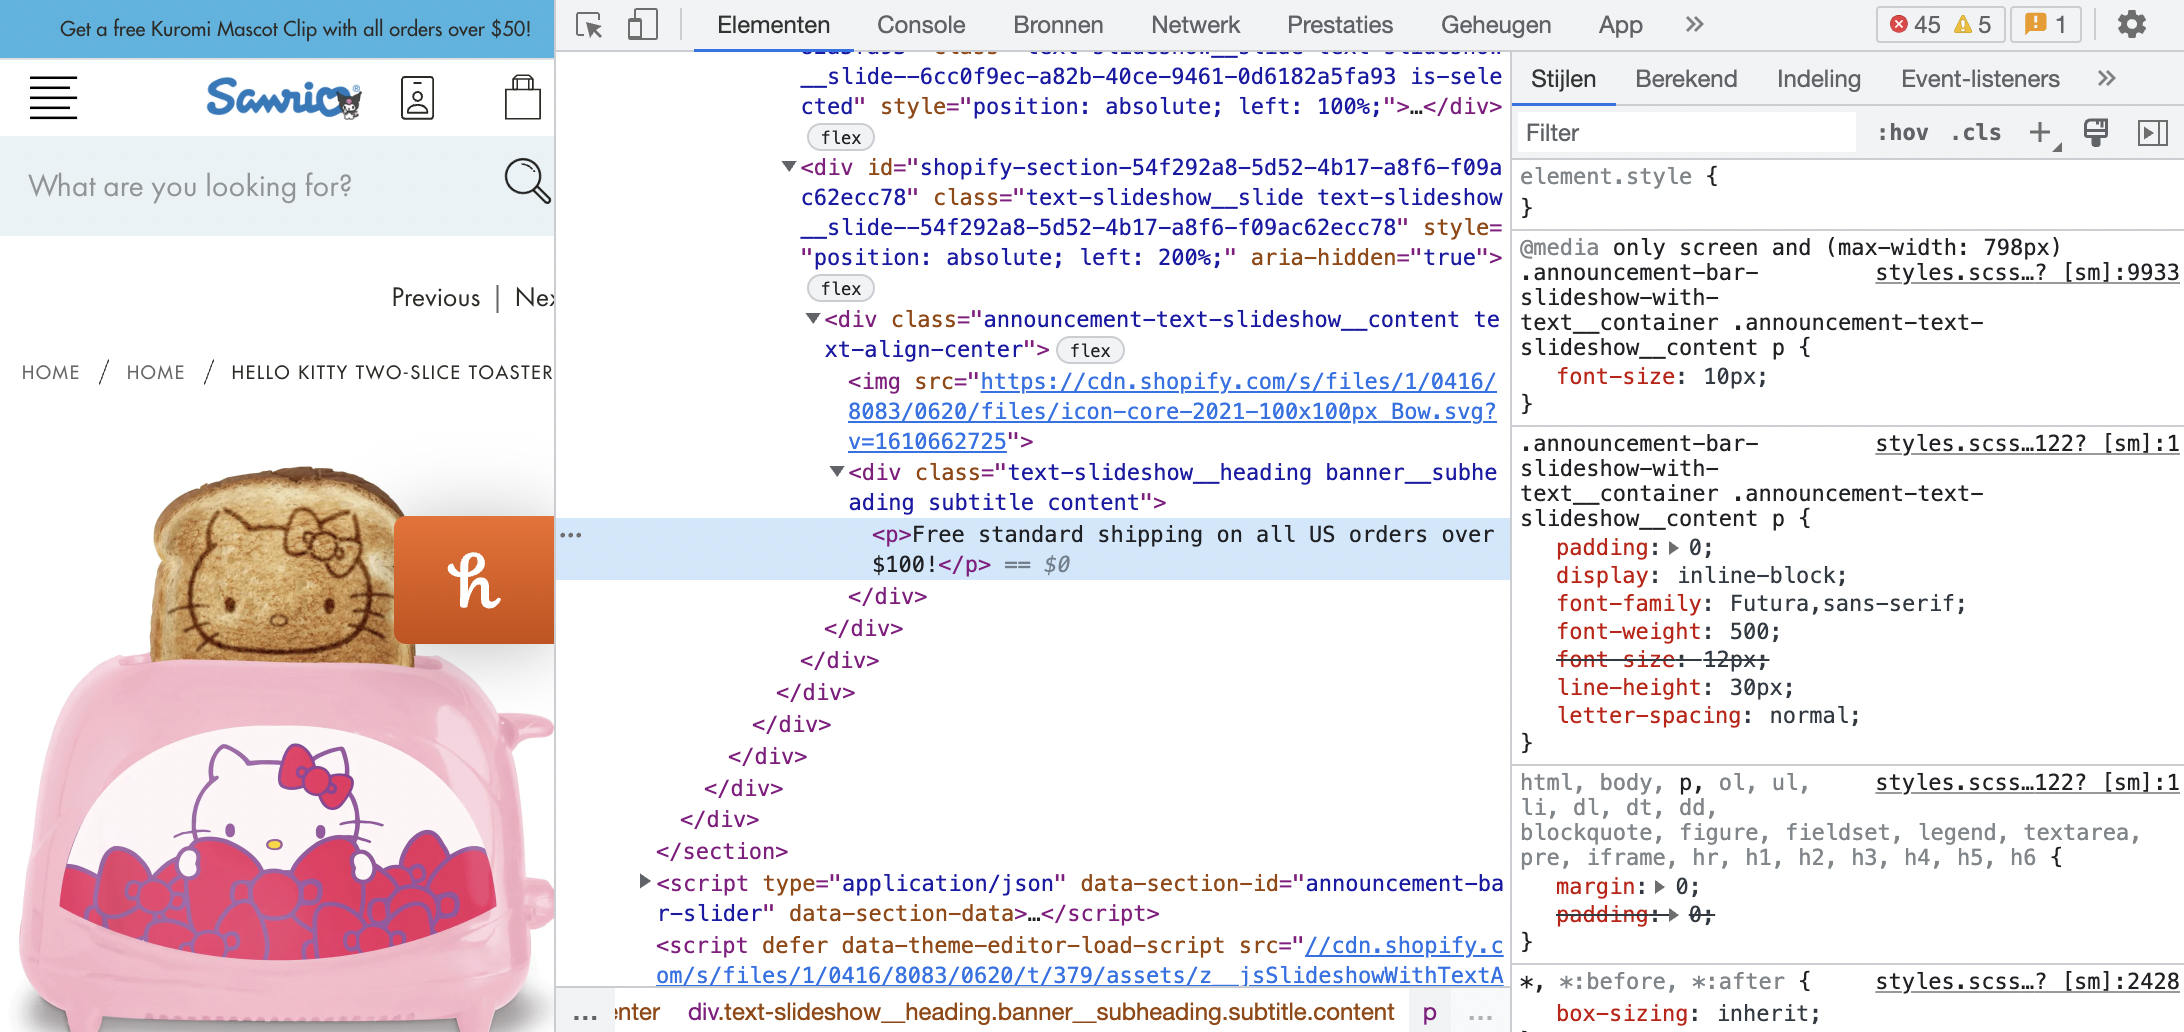 Get a free Kuromi Mascot Clip with all orders over $50!
Sanrio
What are you looking for?
Previous | Nex
HOME / HOME / HELLO KITTY TWO-SLICE TOASTER
h
Elementen Console Bronnen Netwerk Prestaties Geheugen App » 45 5 1
__slide--6cc0f9ec-a82b-40ce-9461-0d6182a5fa93 is-sele
cted" style="position: absolute; left: 100%;">…</div>
flex
<div id="shopify-section-54f292a8-5d52-4b17-a8f6-f09a
c62ecc78" class="text-slideshow__slide text-slideshow
__slide--54f292a8-5d52-4b17-a8f6-f09ac62ecc78" style=
"position: absolute; left: 200%;" aria-hidden="true">
flex
<div class="announcement-text-slideshow__content te
xt-align-center"> flex
<img src="https://cdn.shopify.com/s/files/1/0416/
8083/0620/files/icon-core-2021-100x100px_Bow.svg?
v=1610662725">
<div class="text-slideshow__heading banner__subhe
ading subtitle content">
<p>Free standard shipping on all US orders over
$100!</p> == $0
</div>
</div>
</div>
</div>
</div>
</div>
</div>
</div>
</section>
<script type="application/json" data-section-id="announcement-ba
r-slider" data-section-data>…</script>
<script defer data-theme-editor-load-script src="//cdn.shopify.c
om/s/files/1/0416/8083/0620/t/379/assets/z__jsSlideshowWithTextA
... enter div.text-slideshow__heading.banner__subheading.subtitle.content p ...
Stijlen Berekend Indeling Event-listeners »
Filter :hov .cls +
element.style {
}
@media only screen and (max-width: 798px)
.announcement-bar- styles.scss…? [sm]:9933
slideshow-with-
text__container .announcement-text-
slideshow__content p {
font-size: 10px;
}
.announcement-bar- styles.scss…122? [sm]:1
slideshow-with-
text__container .announcement-text-
slideshow__content p {
padding: 0;
display: inline-block;
font-family: Futura,sans-serif;
font-weight: 500;
font-size: 12px;
line-height: 30px;
letter-spacing: normal;
}
html, body, p, ol, ul, styles.scss…122? [sm]:1
li, dl, dt, dd,
blockquote, figure, fieldset, legend, textarea,
pre, iframe, hr, h1, h2, h3, h4, h5, h6 {
margin: 0;
padding: 0;
}
*, *:before, *:after { styles.scss…? [sm]:2428
box-sizing: inherit;